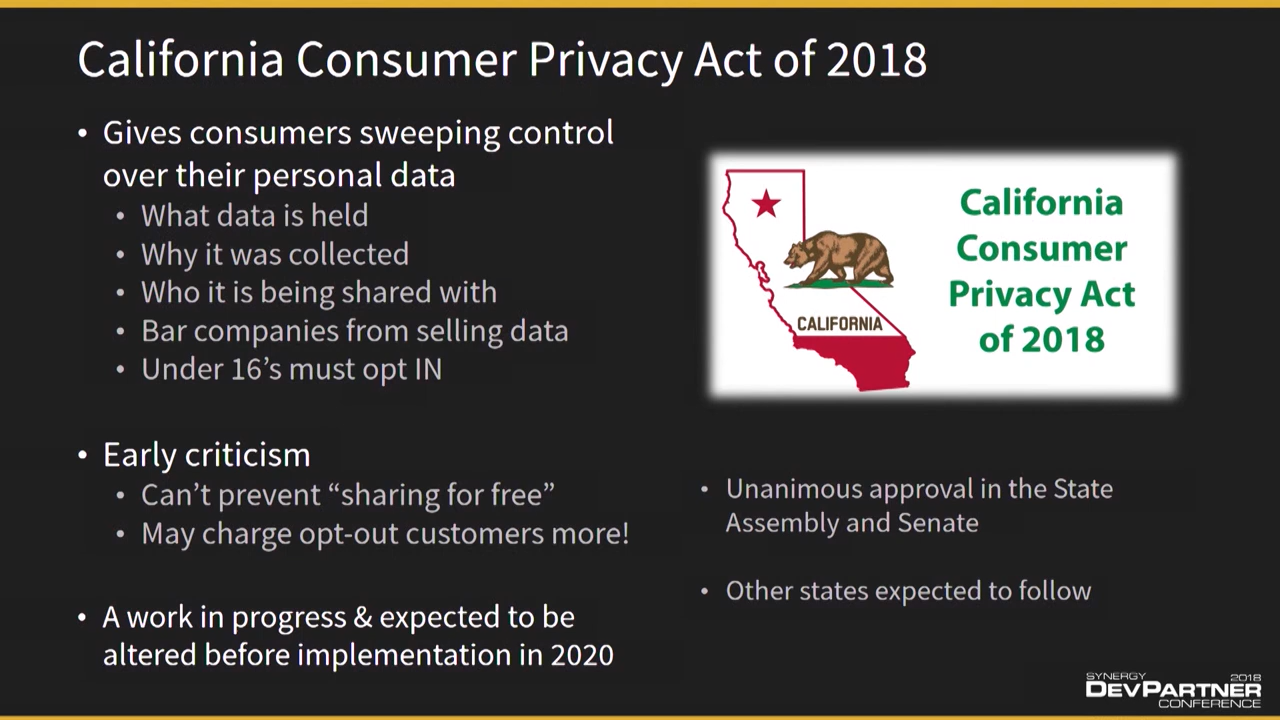 California Consumer Privacy Act of 2018
• Gives consumers sweeping control
over their personal data
• What data is held
• Why it was collected
• Who it is being shared with
• Bar companies from selling data
• Under 16’s must opt IN
• Early criticism
• Can’t prevent “sharing for free”
• May charge opt-out customers more!
• A work in progress & expected to be
altered before implementation in 2020
CALIFORNIA
California
Consumer
Privacy Act
of 2018
• Unanimous approval in the State
Assembly and Senate
• Other states expected to follow
SYNERGY 2018
DEVPARTNER
CONFERENCE